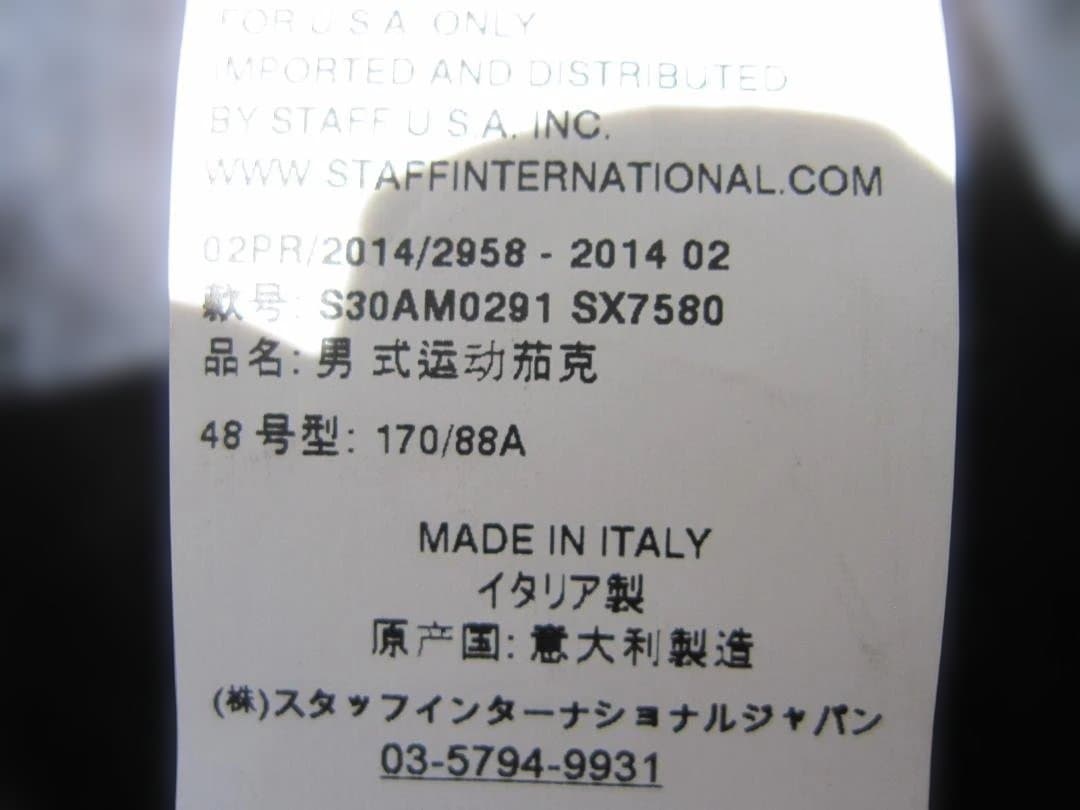 FOR U S A ONLY
IMPORTED AND DISTRIBUTED
BY STAFF U S A, INC.
WWW STAFFINTERNATIONAL.COM
02PR/2014/2958 - 2014 02
款号: S30AM0291 SX7580
品名: 男 式运动茄克
48 号型: 170/88A
MADE IN ITALY
イタリア製
原产国: 意大利製造
(株)スタッフインターナショナルジャパン
03-5794-9931